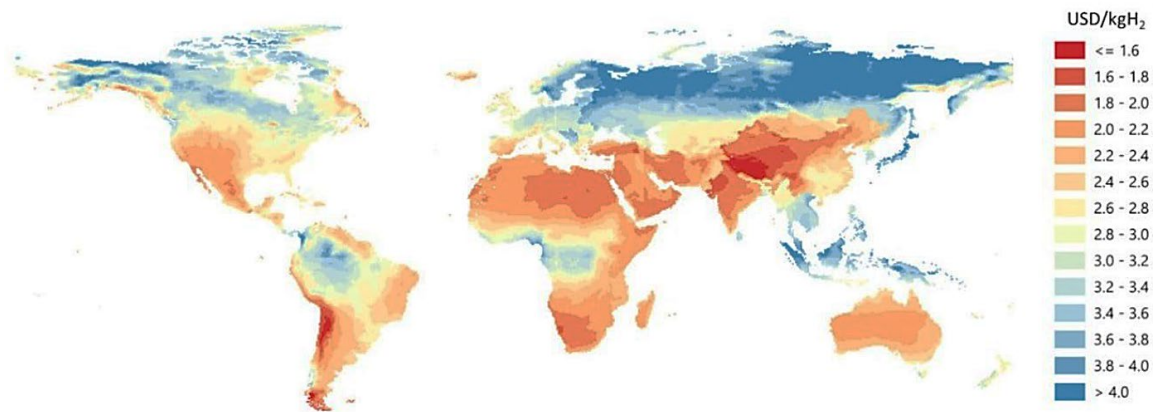 USD/kgH₂
<= 1.6
1.6 - 1.8
1.8 - 2.0
2.0 - 2.2
2.2 - 2.4
2.4 - 2.6
2.6 - 2.8
2.8 - 3.0
3.0 - 3.2
3.2 - 3.4
3.4 - 3.6
3.6 - 3.8
3.8 - 4.0
> 4.0